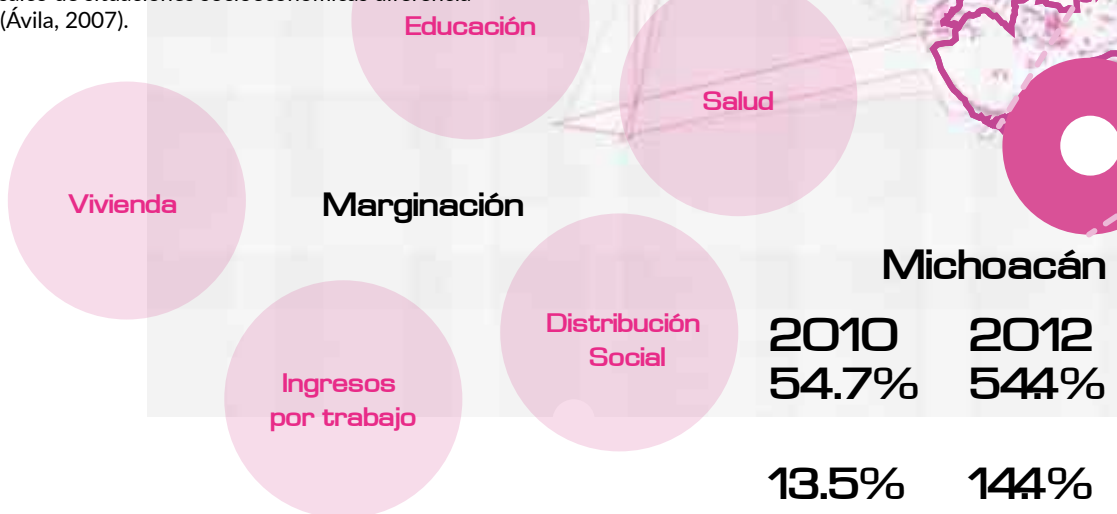 (Ávila, 2007).
Educación
Salud
Vivienda
Marginación
Michoacán
Distribución
Social
2010 2012
54.7% 54.4%
Ingresos
por trabajo
13.5% 14.4%